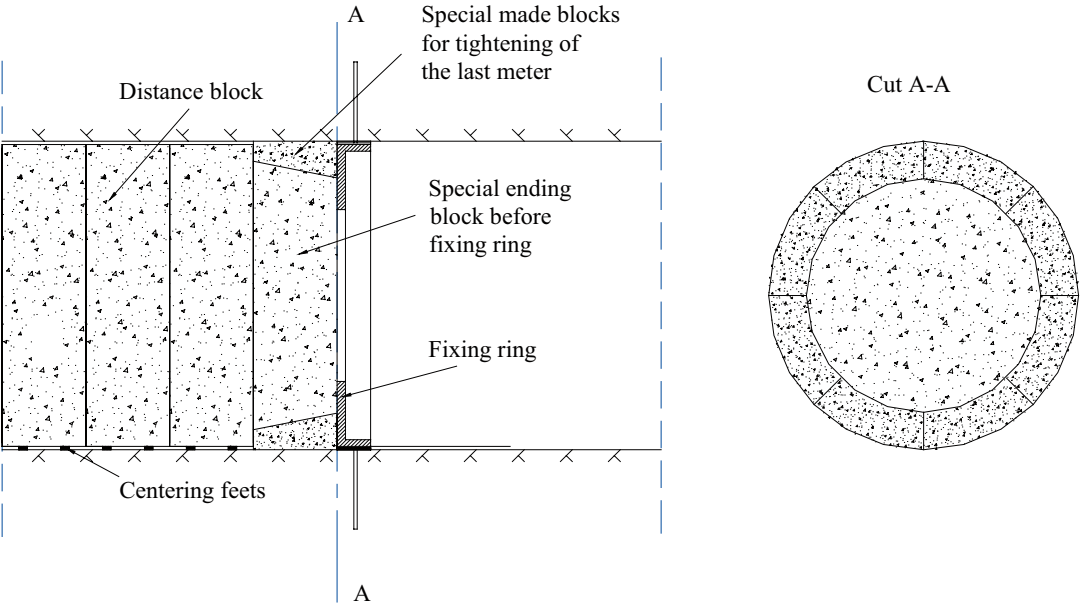 A
Special made blocks
for tightening of
the last meter
Distance block
Cut A-A
Special ending
block before
fixing ring
Fixing ring
Centering feets
A